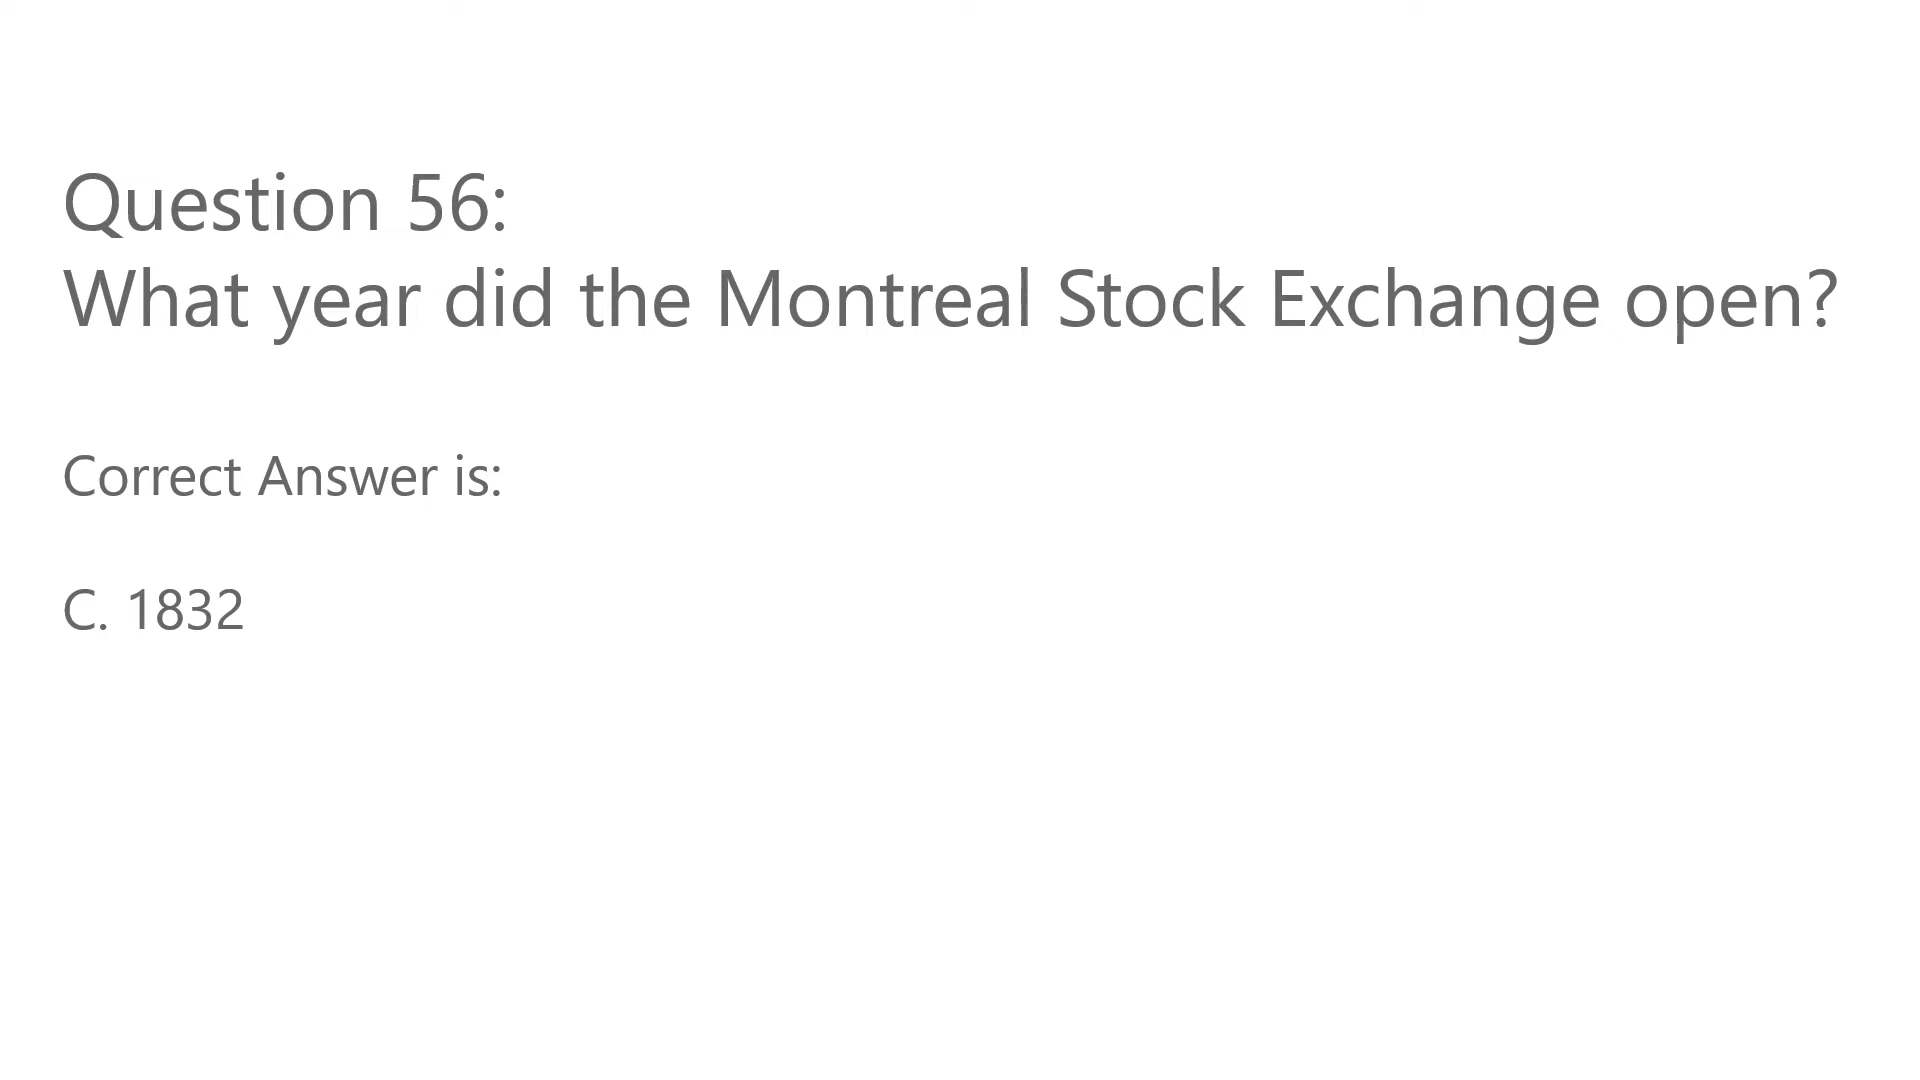 Question 56:
What year did the Montreal Stock Exchange open?
Correct Answer is:
C. 1832